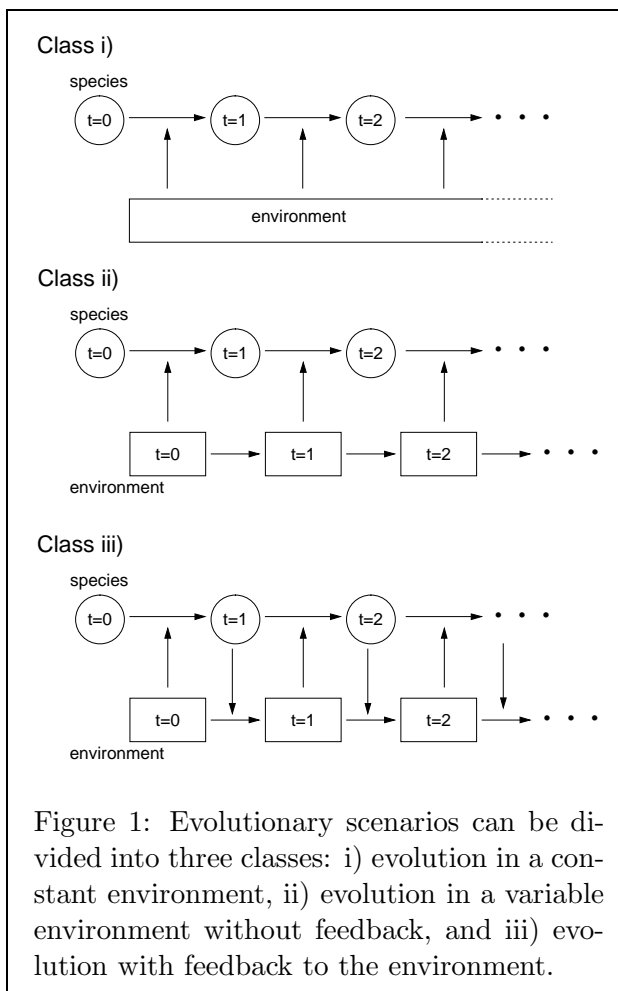 Class i)
species
t=0 t=1 t=2 . . .
environment
Class ii)
species
t=0 t=1 t=2 . . .
t=0 t=1 t=2 . . .
environment
Class iii)
species
t=0 t=1 t=2 . . .
t=0 t=1 t=2 . . .
environment
Figure 1: Evolutionary scenarios can be di-
vided into three classes: i) evolution in a con-
stant environment, ii) evolution in a variable
environment without feedback, and iii) evo-
lution with feedback to the environment.